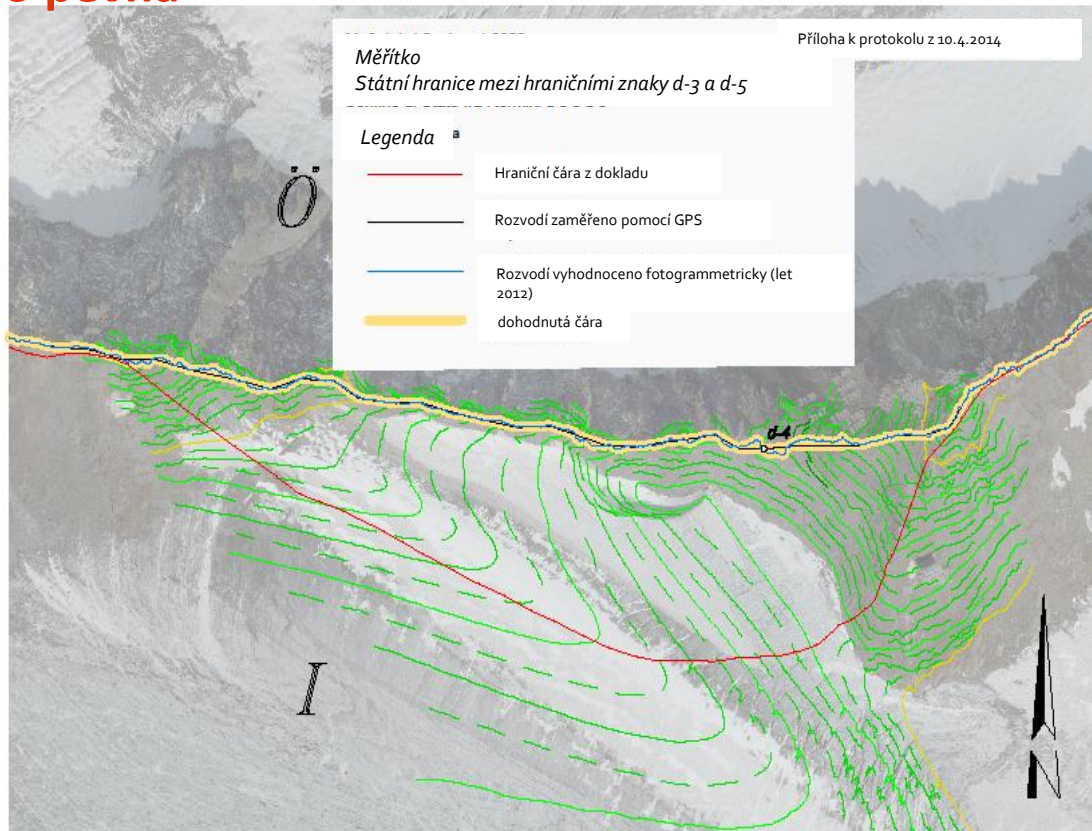 Příloha k protokolu z 10.4.2014
Měřítko
Státní hranice mezi hraničními znaky d-3 a d-5
Legenda
Hraniční čára z dokladu
Rozvodí zaměřeno pomocí GPS
Rozvodí vyhodnoceno fotogrammetricky (let
2012)
dohodnutá čára
Ö
d-4
I
N